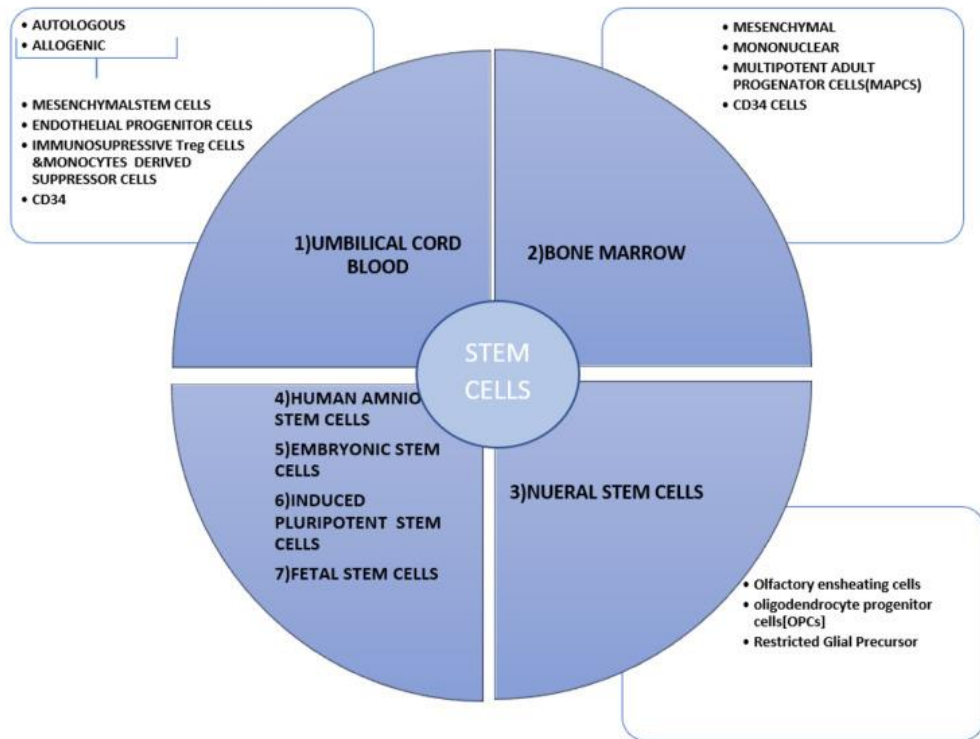 • AUTOLOGOUS
• ALLOGENIC
• MESENCHYMALSTEM CELLS
• ENDOTHELIAL PROGENITOR CELLS
• IMMUNOSUPRESSIVE Treg CELLS
&MONOCYTES DERIVED
SUPPRESSOR CELLS
• CD34
• MESENCHYMAL
• MONONUCLEAR
• MULTIPOTENT ADULT
PROGENATOR CELLS(MAPCS)
• CD34 CELLS
1)UMBILICAL CORD
BLOOD
2)BONE MARROW
STEM
CELLS
4)HUMAN AMNIO
STEM CELLS
5)EMBRYONIC STEM
CELLS
6)INDUCED
PLURIPOTENT STEM
CELLS
7)FETAL STEM CELLS
3)NUERAL STEM CELLS
• Olfactory ensheating cells
• oligodendrocyte progenitor
cells[OPCs]
• Restricted Glial Precursor